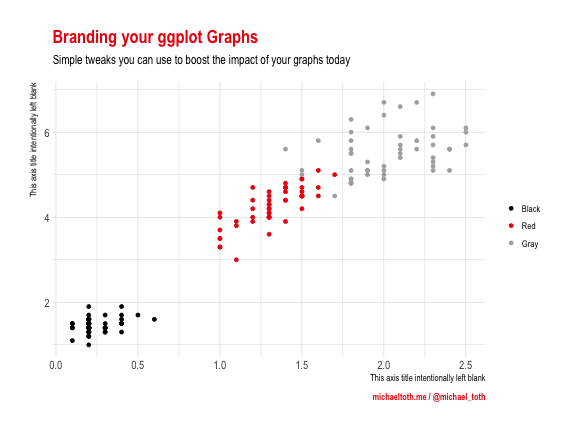 Branding your ggplot Graphs
Simple tweaks you can use to boost the impact of your graphs today
This axis title intentionally left blank
6
4
2
Black
Red
Gray
0.0 0.5 1.0 1.5 2.0 2.5
This axis title intentionally left blank
michaeltoth.me / @michael_toth